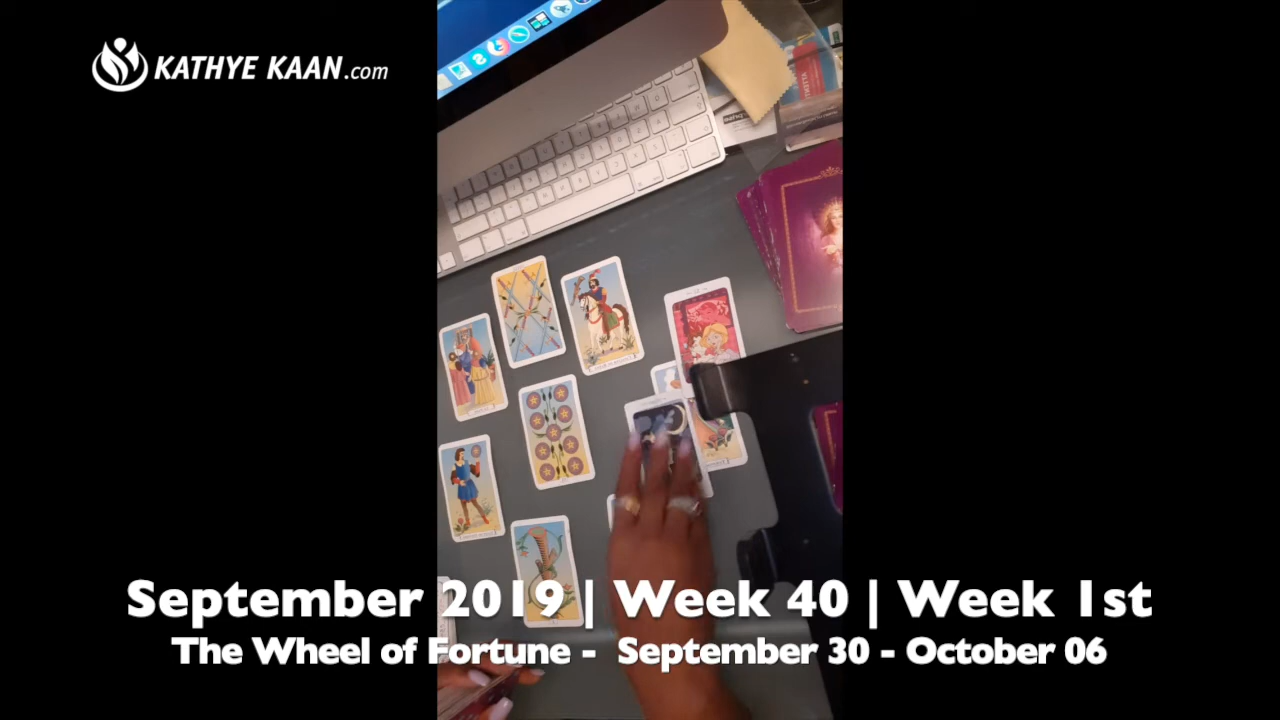 KATHYE KAAN.com
September 2019 | Week 40 | Week 1st
The Wheel of Fortune - September 30 - October 06